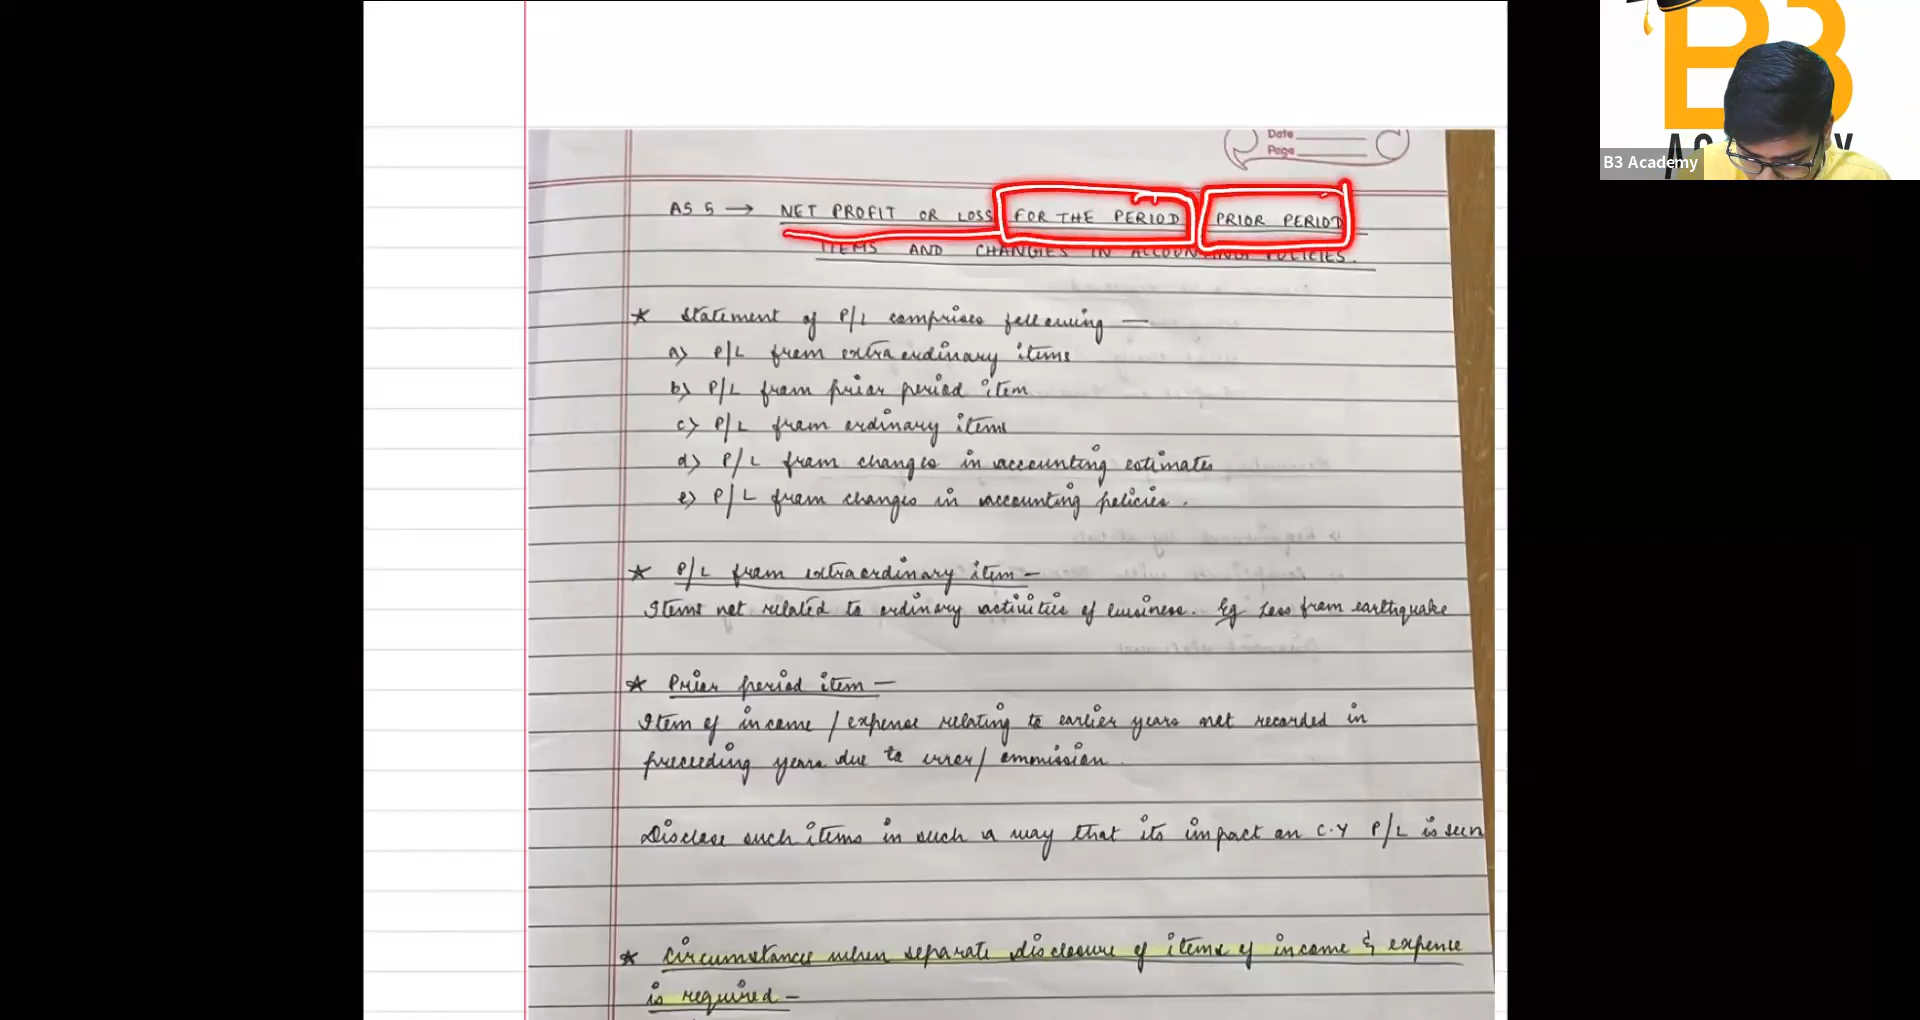 Date
Page
AS 5 → NET PROFIT OR LOSS FOR THE PERIOD PRIOR PERIOD
ITEMS AND CHANGES IN ACCOUNTING POLICIES.
* Statement of P/L comprises following —
a) P/L from extraordinary items
b) P/L from prior period item
c) P/L from ordinary items
d) P/L from changes in accounting estimates
e) P/L from changes in accounting policies.
* P/L from extraordinary item –
Items not related to ordinary activities of business. Eg Loss from earthquake
* Prior period item –
Item of income / expense relating to earlier years not recorded in
preceeding years due to error/ ommission
Disclose such items in such a way that its impact on C.Y P/L is seen
* Circumstances when separate disclosure of items of income & expense
is required –
B3
B3 Academy